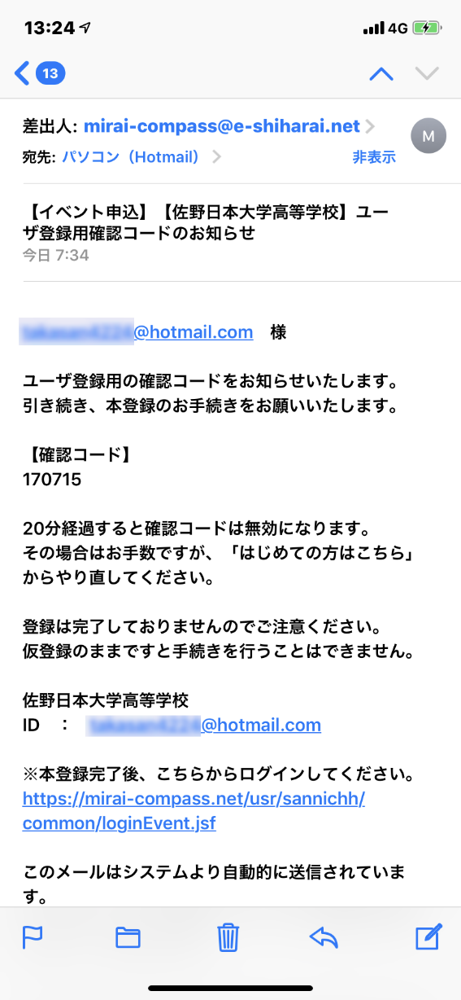 13:24
4G
13
差出人: mirai-compass@e-shiharai.net
M
宛先: パソコン（Hotmail）
非表示
【イベント申込】【佐野日本大学高等学校】ユー
ザ登録用確認コードのお知らせ
今日 7:34
@hotmail.com 様
ユーザ登録用の確認コードをお知らせいたします。
引き続き、本登録のお手続きをお願いいたします。
【確認コード】
170715
20分経過すると確認コードは無効になります。
その場合はお手数ですが、「はじめての方はこちら」
からやり直してください。
登録は完了しておりませんのでご注意ください。
仮登録のままですと手続きを行うことはできません。
佐野日本大学高等学校
ID ： @hotmail.com
※本登録完了後、こちらからログインしてください。
https://mirai-compass.net/usr/sannichh/
common/loginEvent.jsf
このメールはシステムより自動的に送信されていま
す。